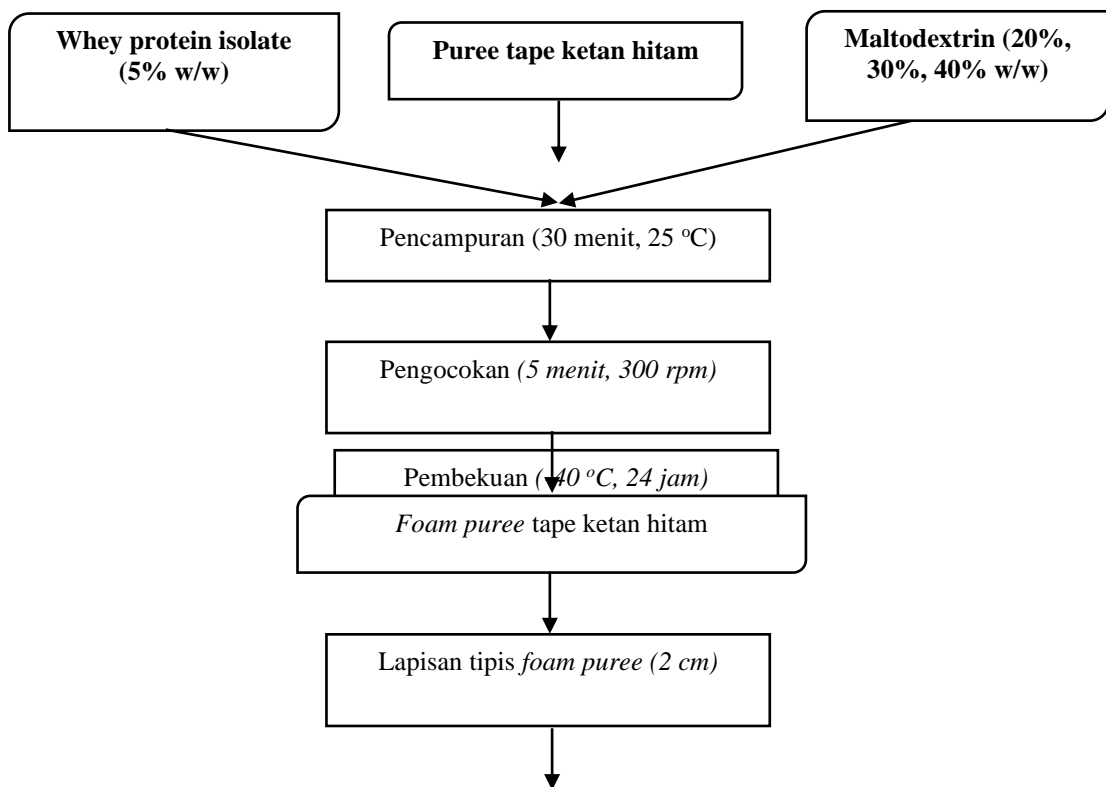 Whey protein isolate
(5% w/w)
Puree tape ketan hitam
Maltodextrin (20%,
30%, 40% w/w)
Pencampuran (30 menit, 25 °C)
Pengocokan (5 menit, 300 rpm)
Pembekuan (-40 °C, 24 jam)
Foam puree tape ketan hitam
Lapisan tipis foam puree (2 cm)